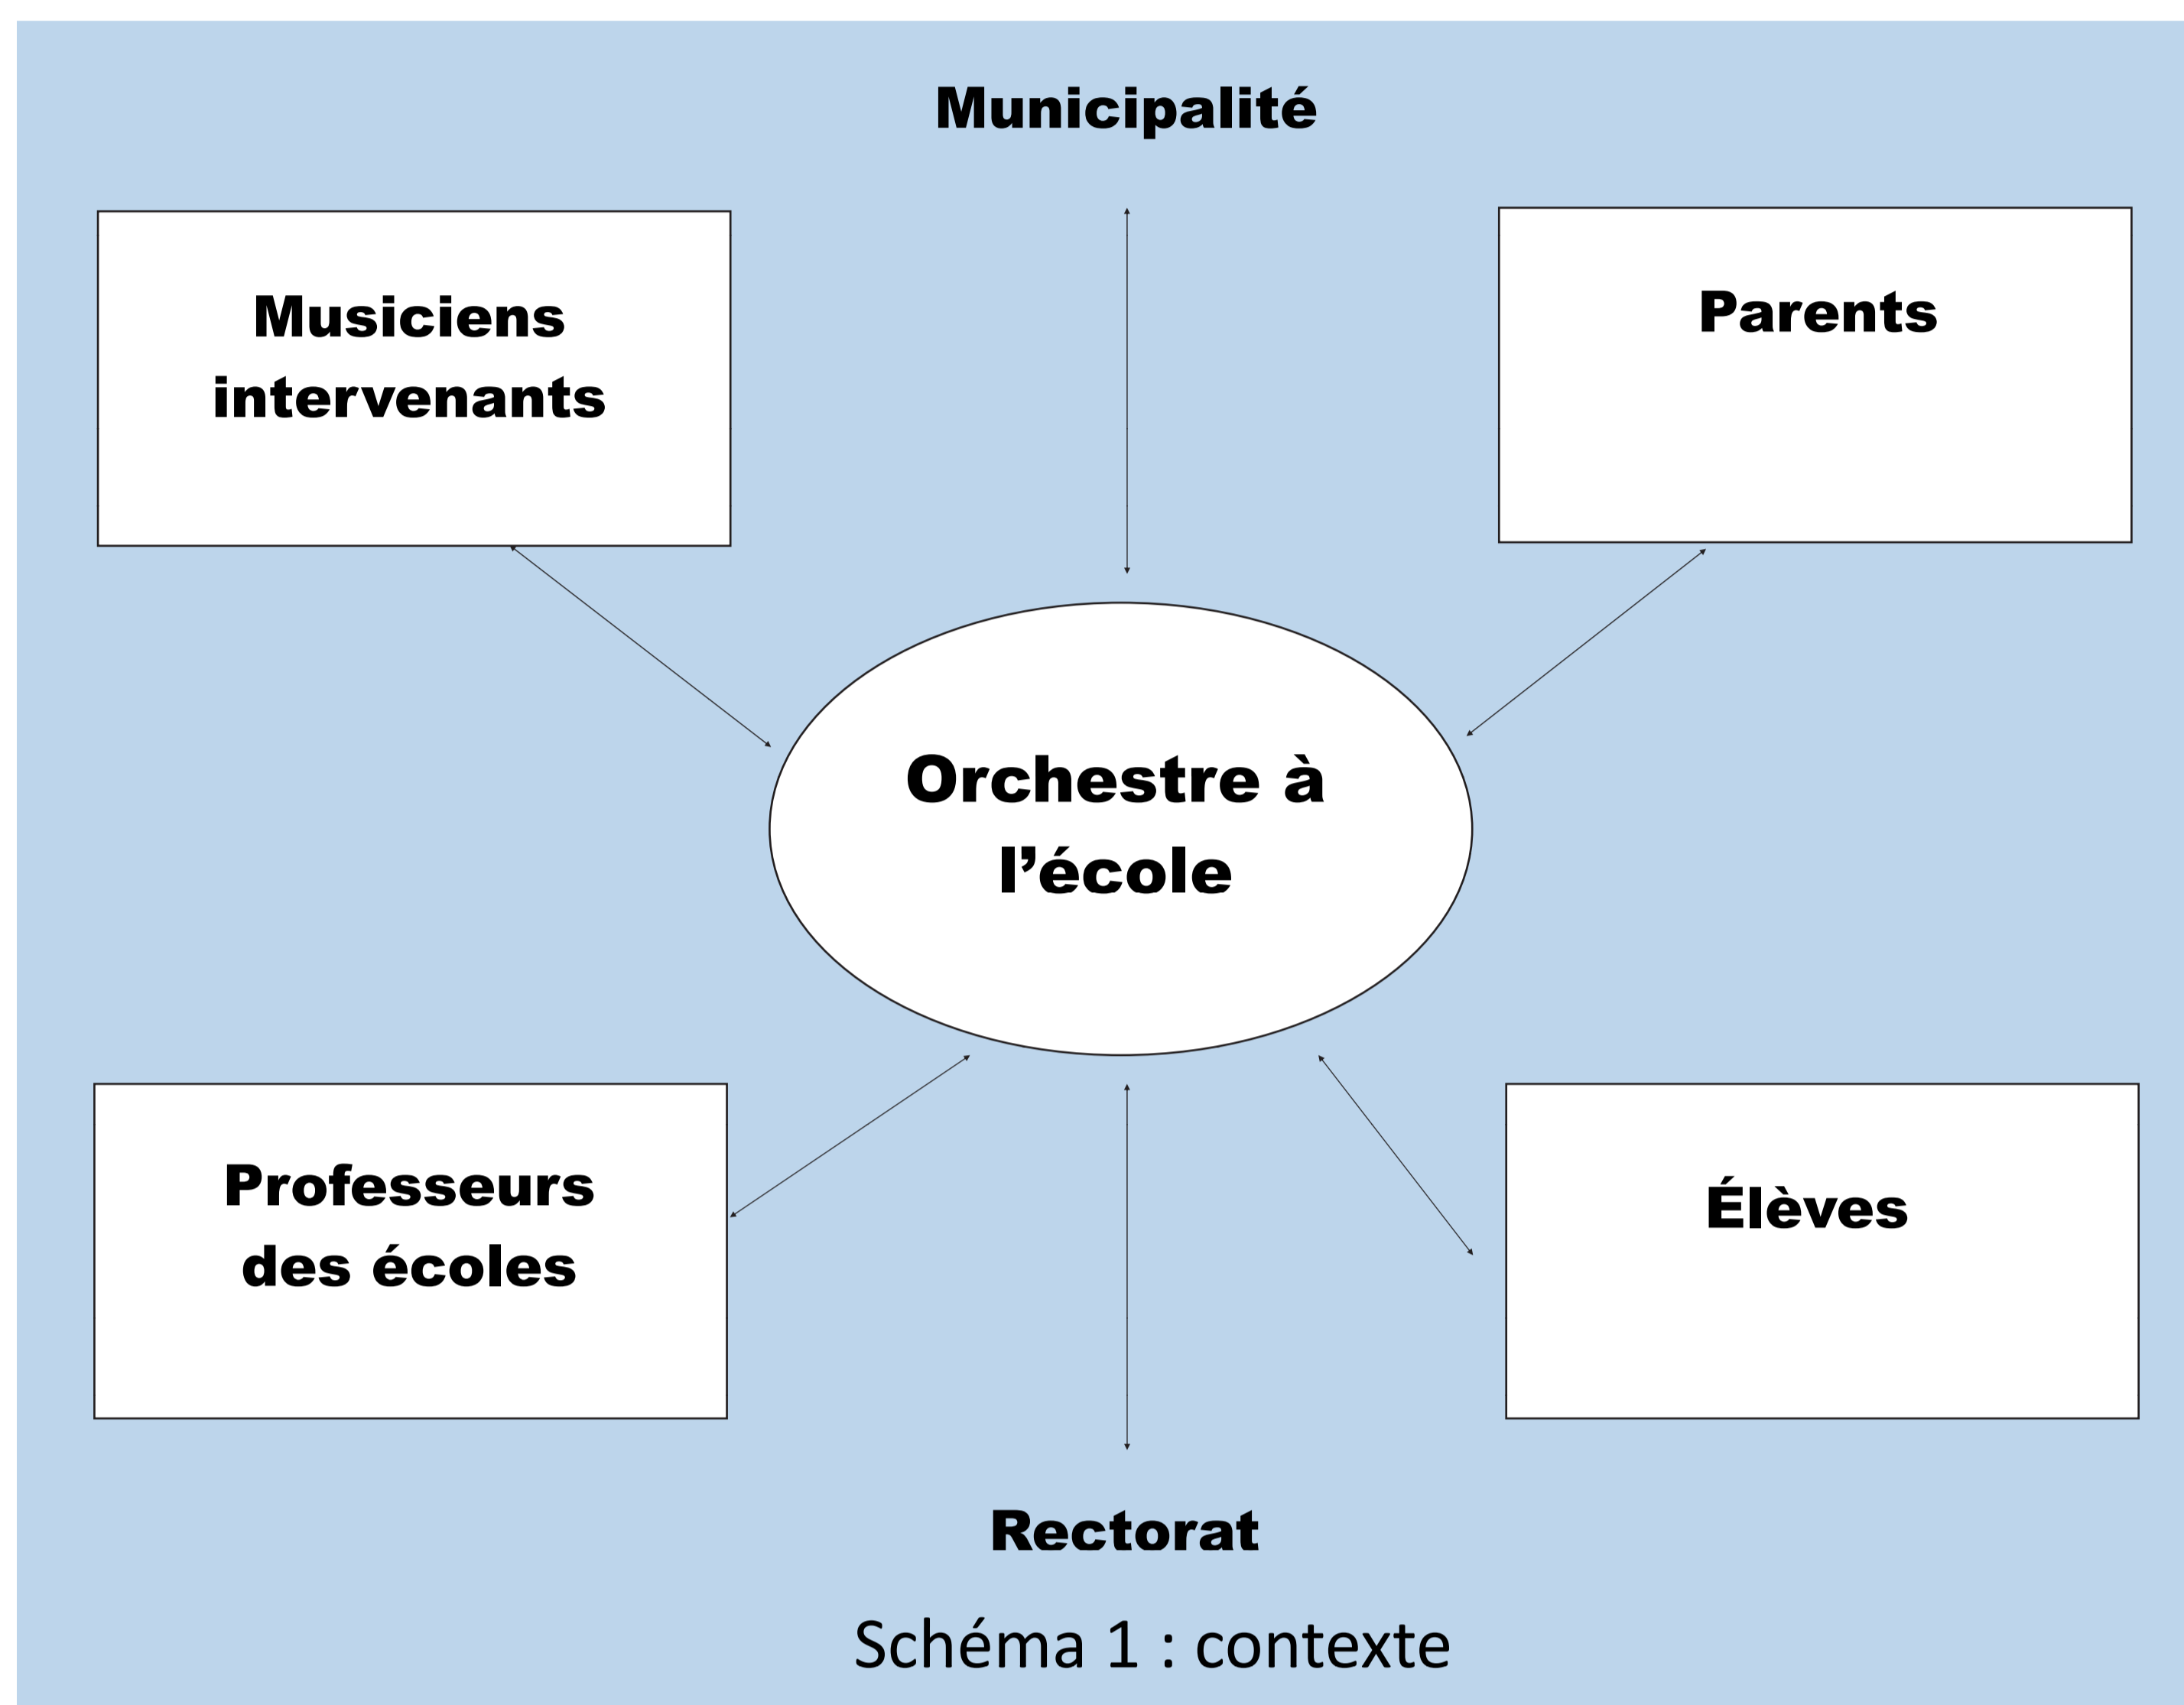 Municipalité
Musiciens
intervenants
Parents
Orchestre à
l’école
Professeurs
des écoles
Élèves
Rectorat
Schéma 1 : contexte